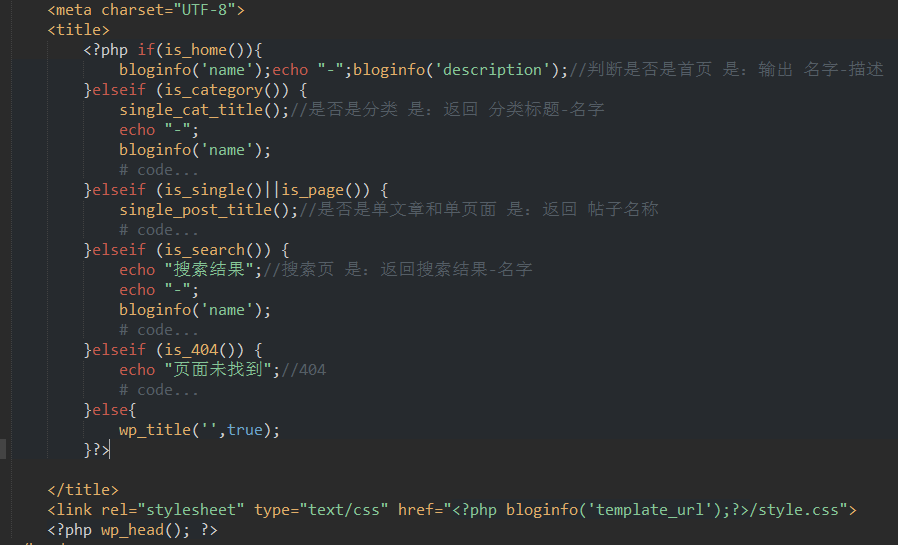 <meta charset="UTF-8">
<title>
<?php if(is_home()){
bloginfo('name');echo "-";bloginfo('description');//判断是否是首页 是: 输出 名字-描述
}elseif (is_category()) {
single_cat_title();//是否是分类 是: 返回 分类标题-名字
echo "-";
bloginfo('name');
# code...
}elseif (is_single()||is_page()) {
single_post_title();//是否是单文章和单页面 是: 返回 帖子名称
# code...
}elseif (is_search()) {
echo "搜索结果";//搜索页 是: 返回搜索结果-名字
echo "-";
bloginfo('name');
# code...
}elseif (is_404()) {
echo "页面未找到";//404
# code...
}else{
wp_title('',true);
}?>
</title>
<link rel="stylesheet" type="text/css" href="<?php bloginfo('template_url');?>/style.css">
<?php wp_head(); ?>